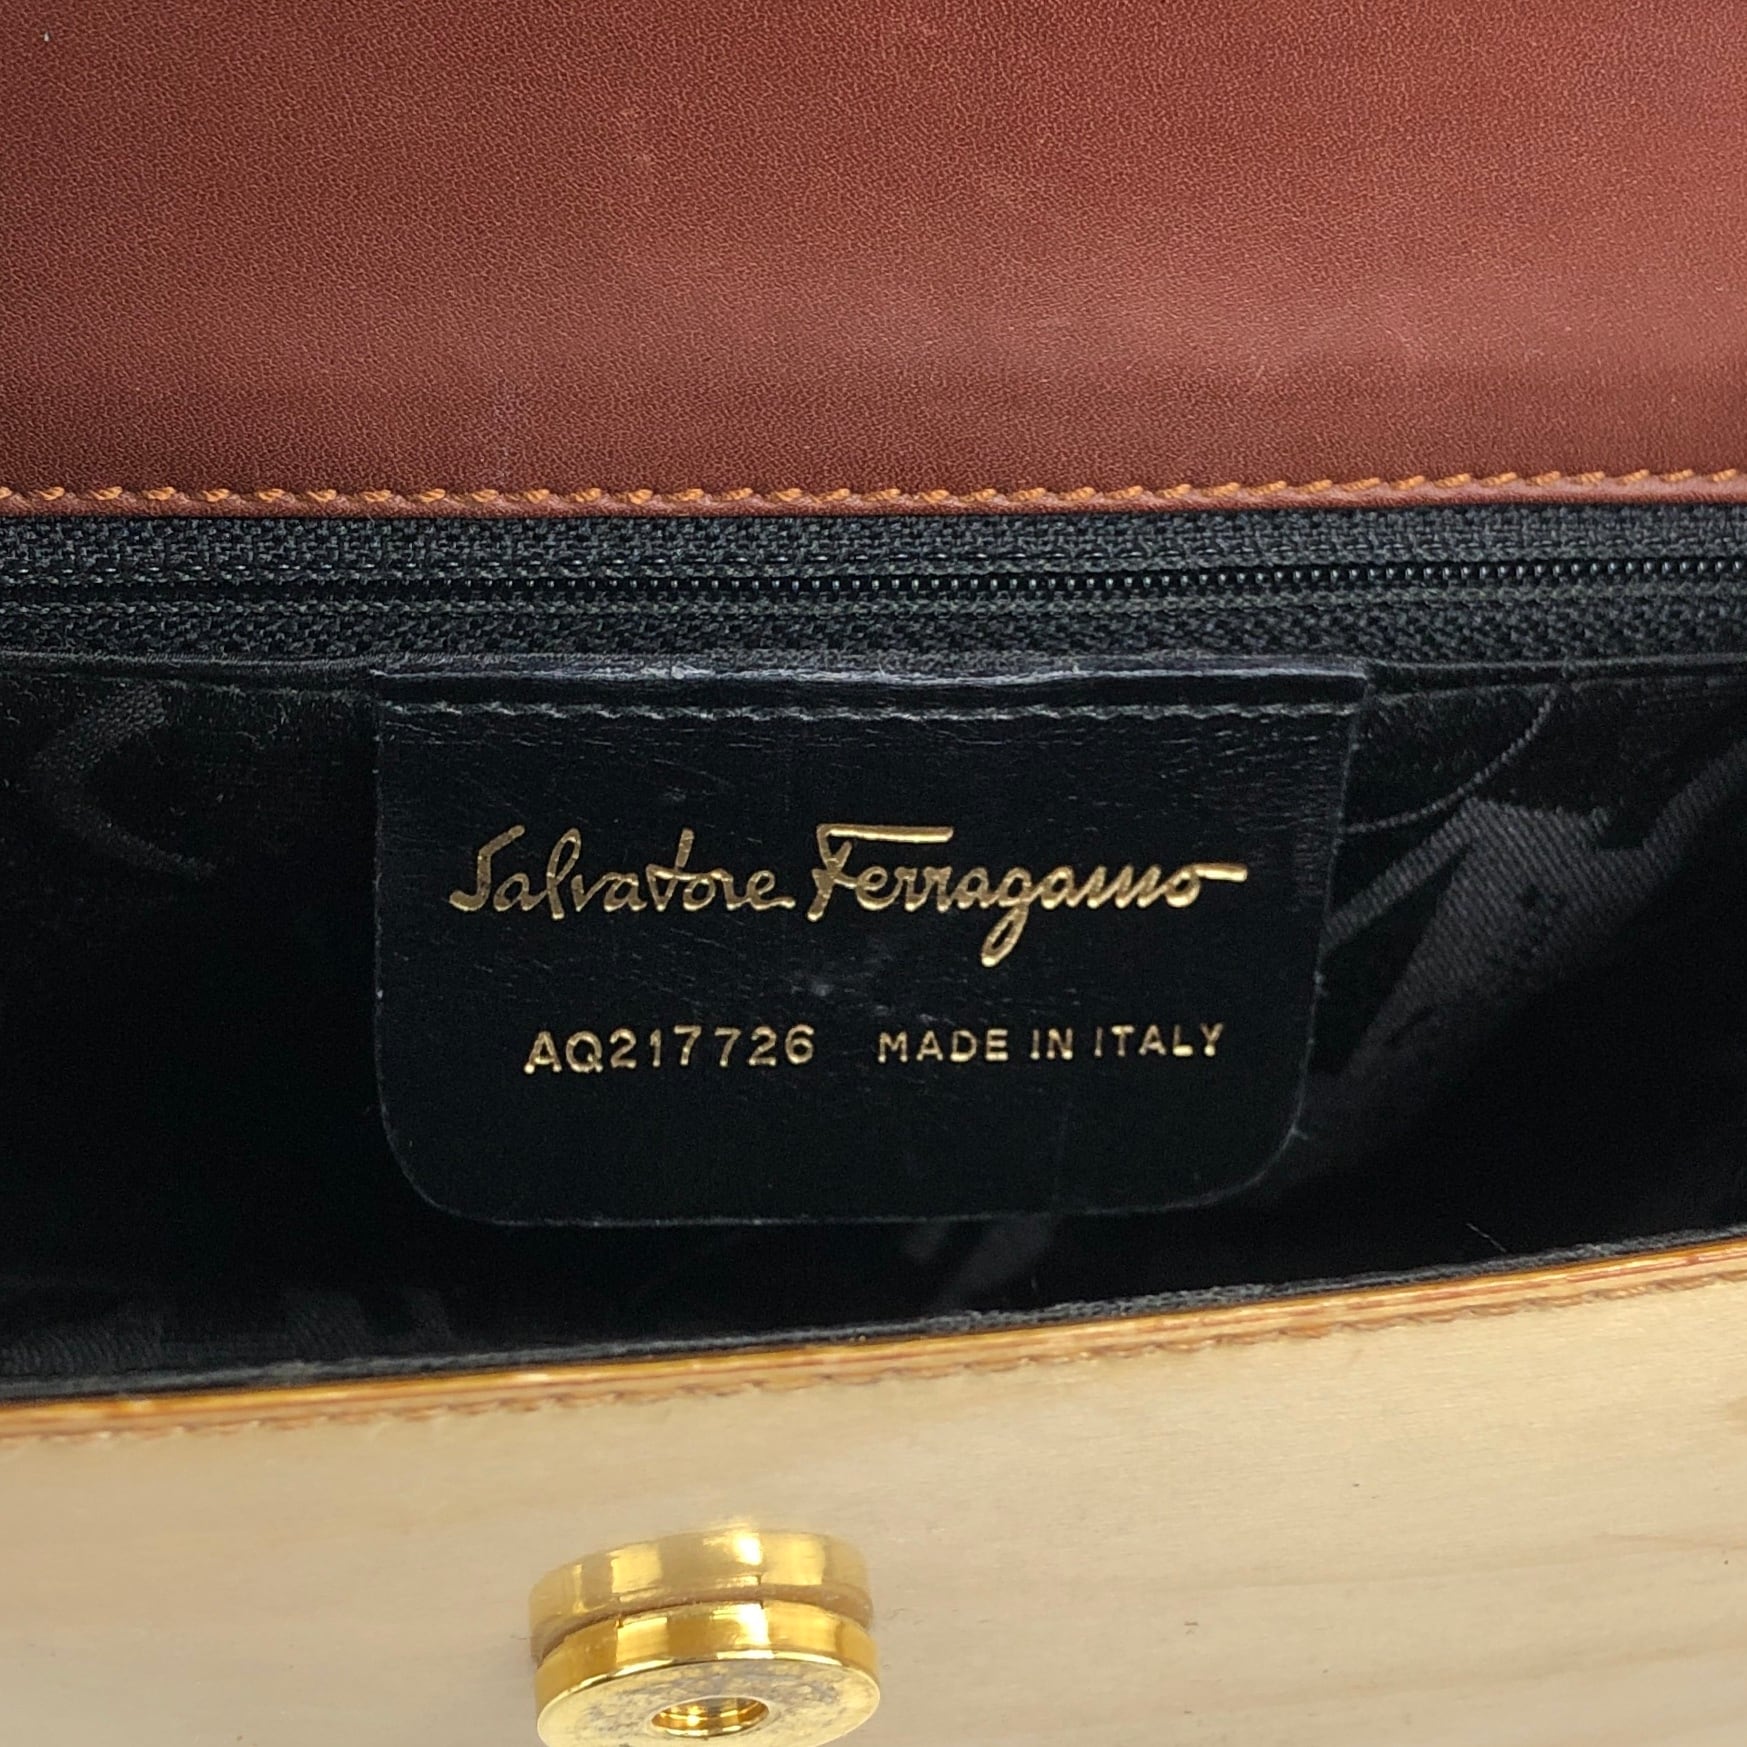 Salvatore Ferragamo
AQ217726 MADE IN ITALY